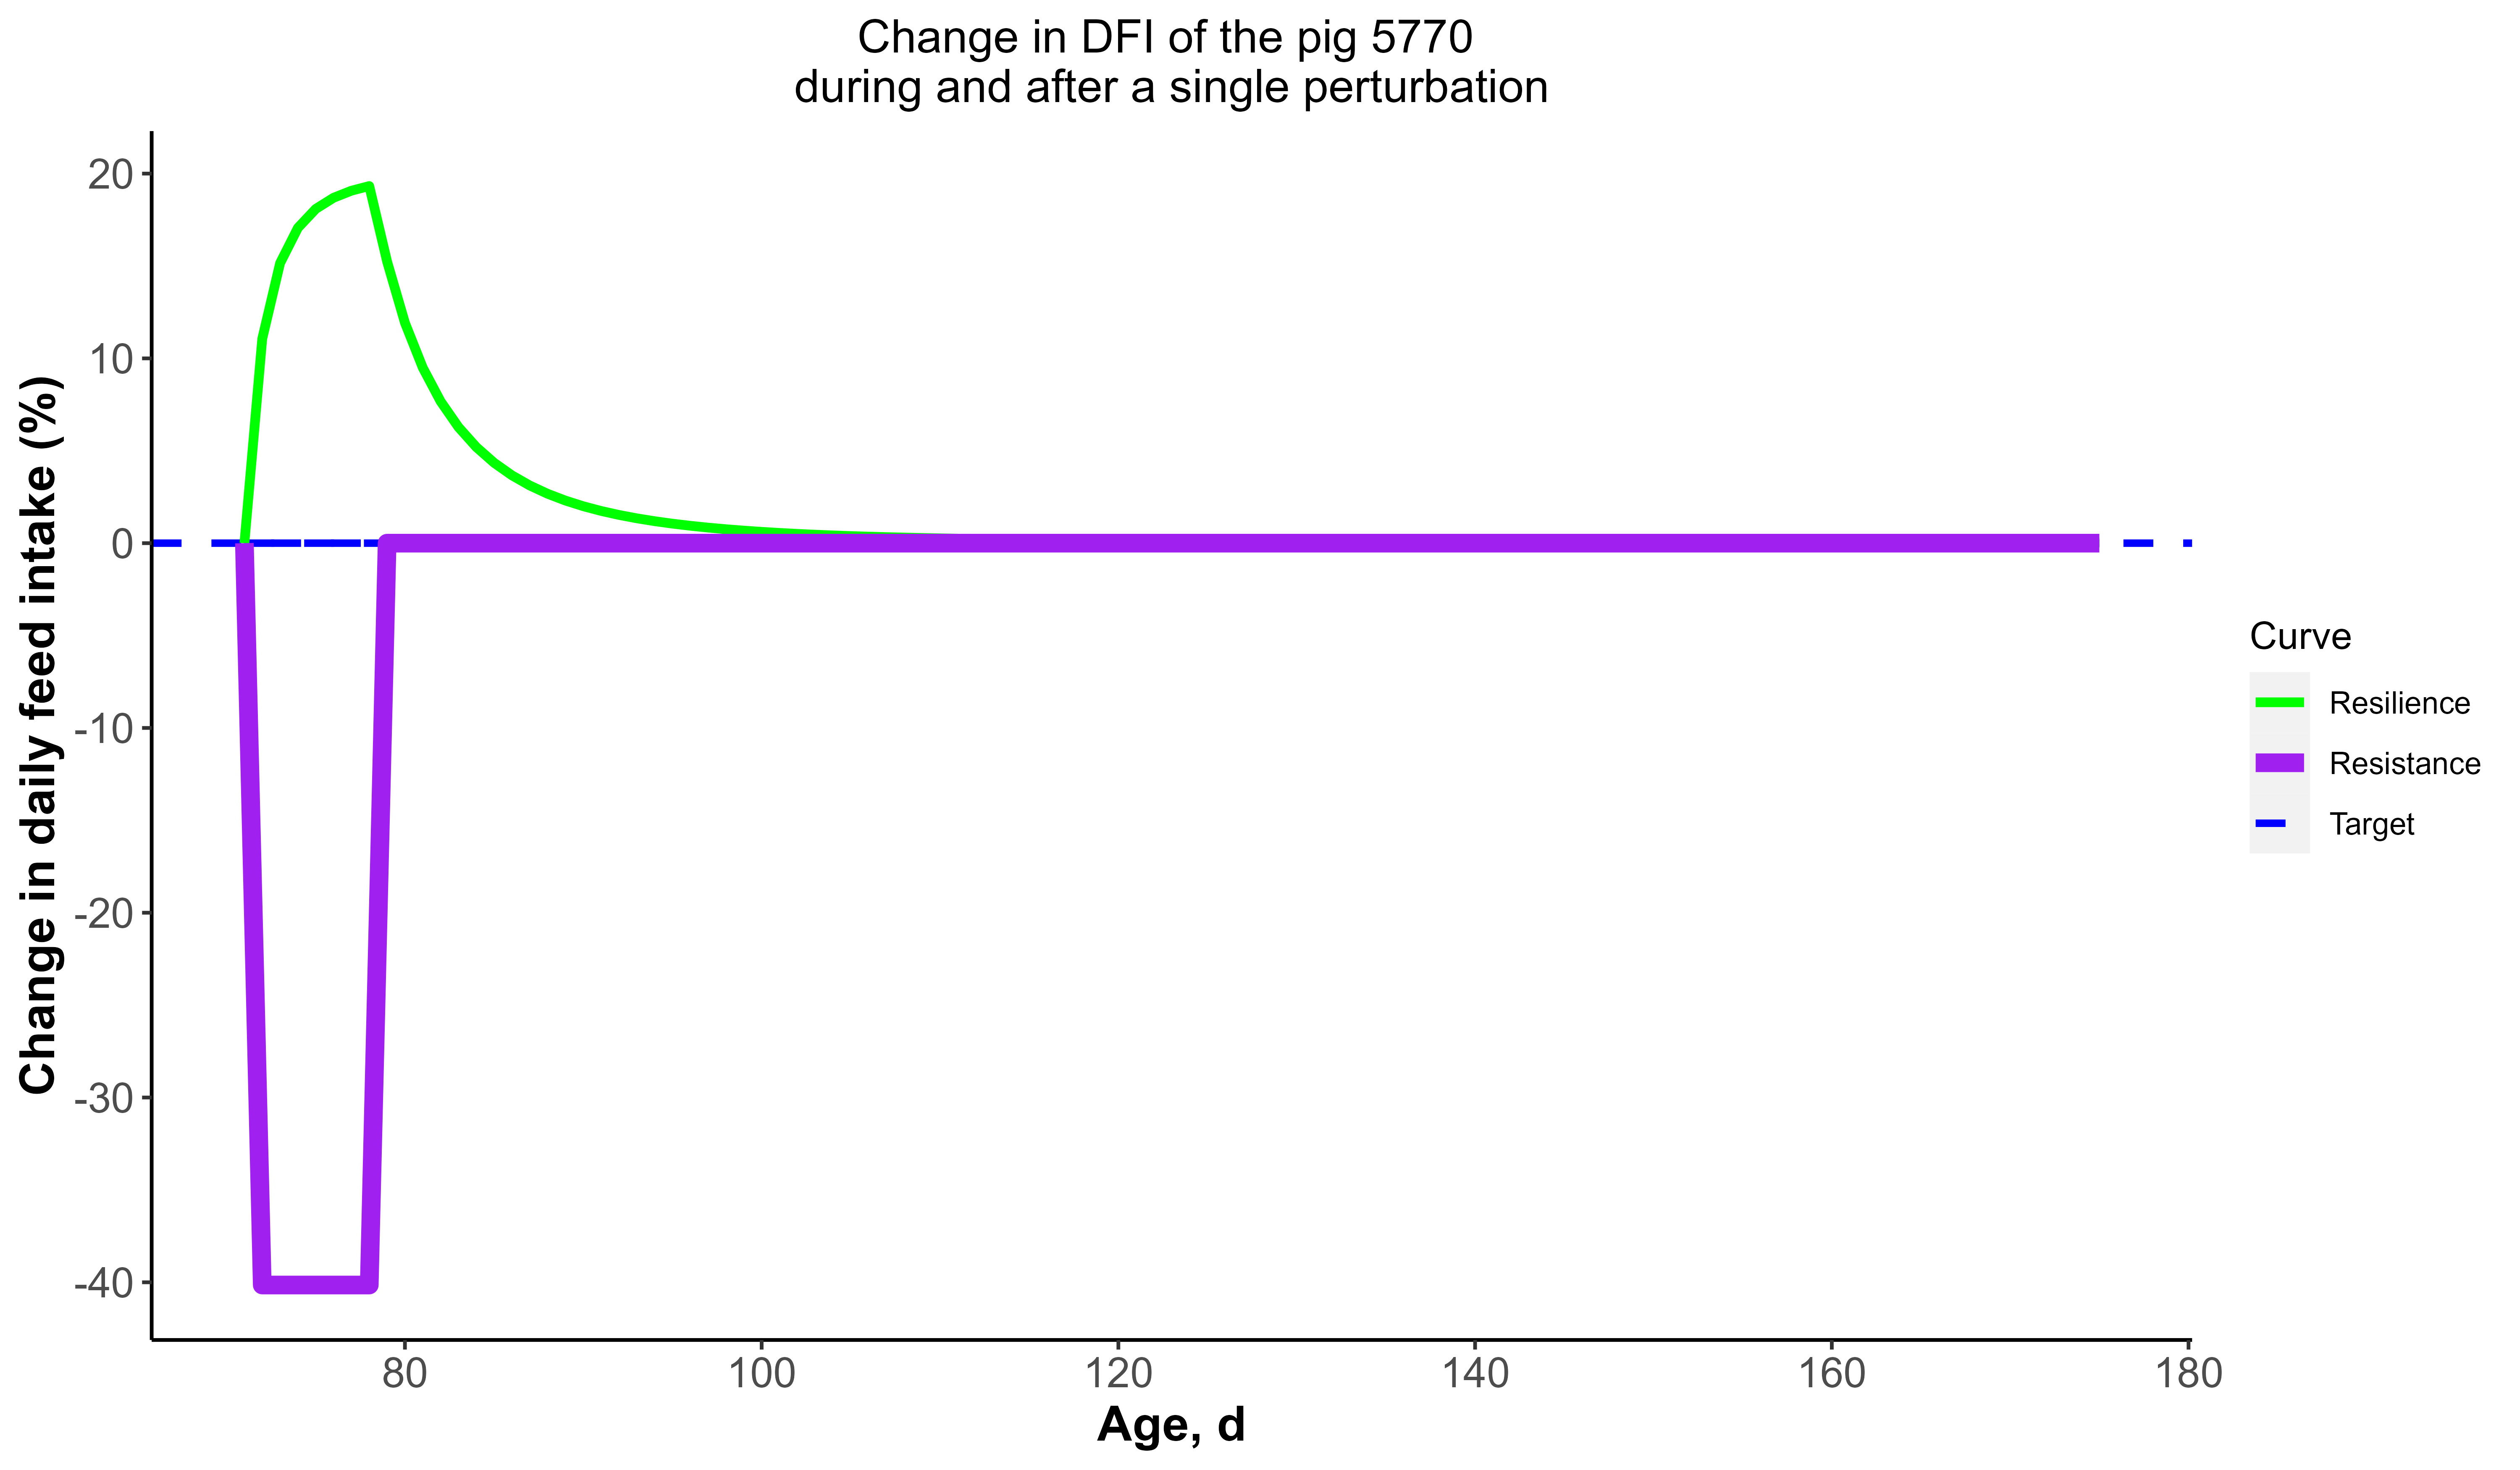 Change in DFI of the pig 5770
during and after a single perturbation
Change in daily feed intake (%)
20
10
0
-10
-20
-30
-40
80
100
120
140
160
180
Age, d
Curve
Resilience
Resistance
Target